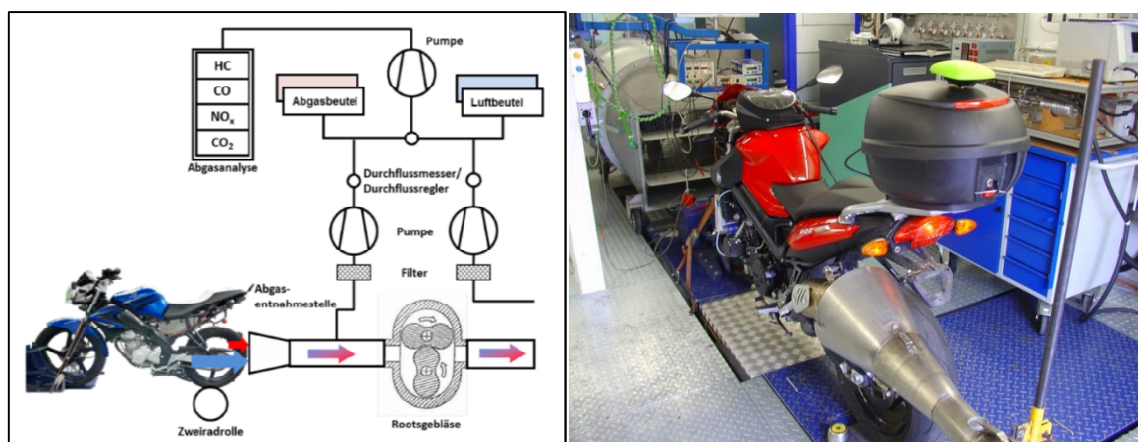 Pumpe
HC
CO
NOx
CO2
Abgasanalyse
Abgasbeutel
Luftbeutel
Durchflussmesser/
Durchflussregler
Pumpe
Filter
Abgas-
entnahmestelle
Zweiradrolle
Rootsgebläse